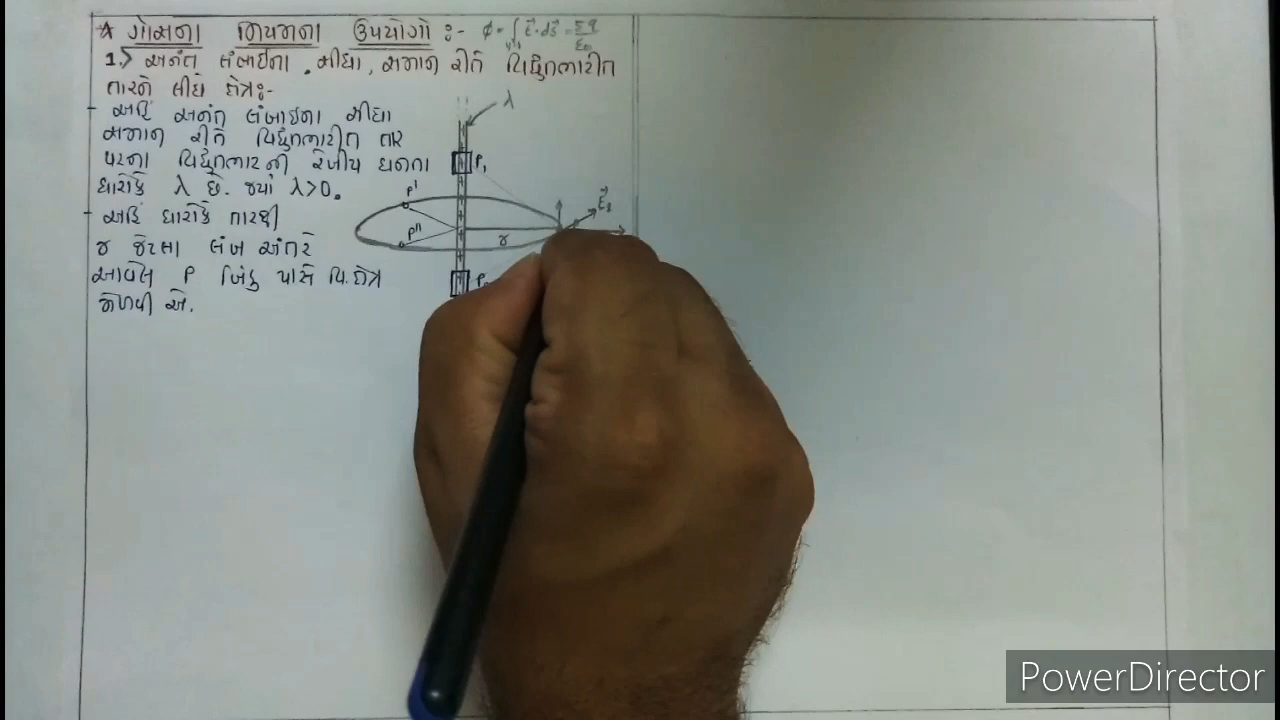 * ગોસના નિયમના ઉપયોગો :- ϕ = ∫ E⃗·ds⃗ = Σq/ε₀
1.> અનંત લંબાઈના, સીધા, સમાન રીતે વિદ્યુતભારીત
તારને લીધે ક્ષેત્ર:-
- અહિં અનંત લંબાઈના સીધા
સમાન રીતે વિદ્યુતભારીત તાર
પરના વિદ્યુતભારની રેખીય ઘનતા
ધારોકે λ છે. જ્યાં λ>0.
- અહિં ધારોકે તારથી
r જેટલા લંબ અંતરે
આવેલ P બિંદુ પાસે વિ.ક્ષેત્ર
મેળવી એ.
λ
P₁
P'
E⃗₂
P"
r
PowerDirector